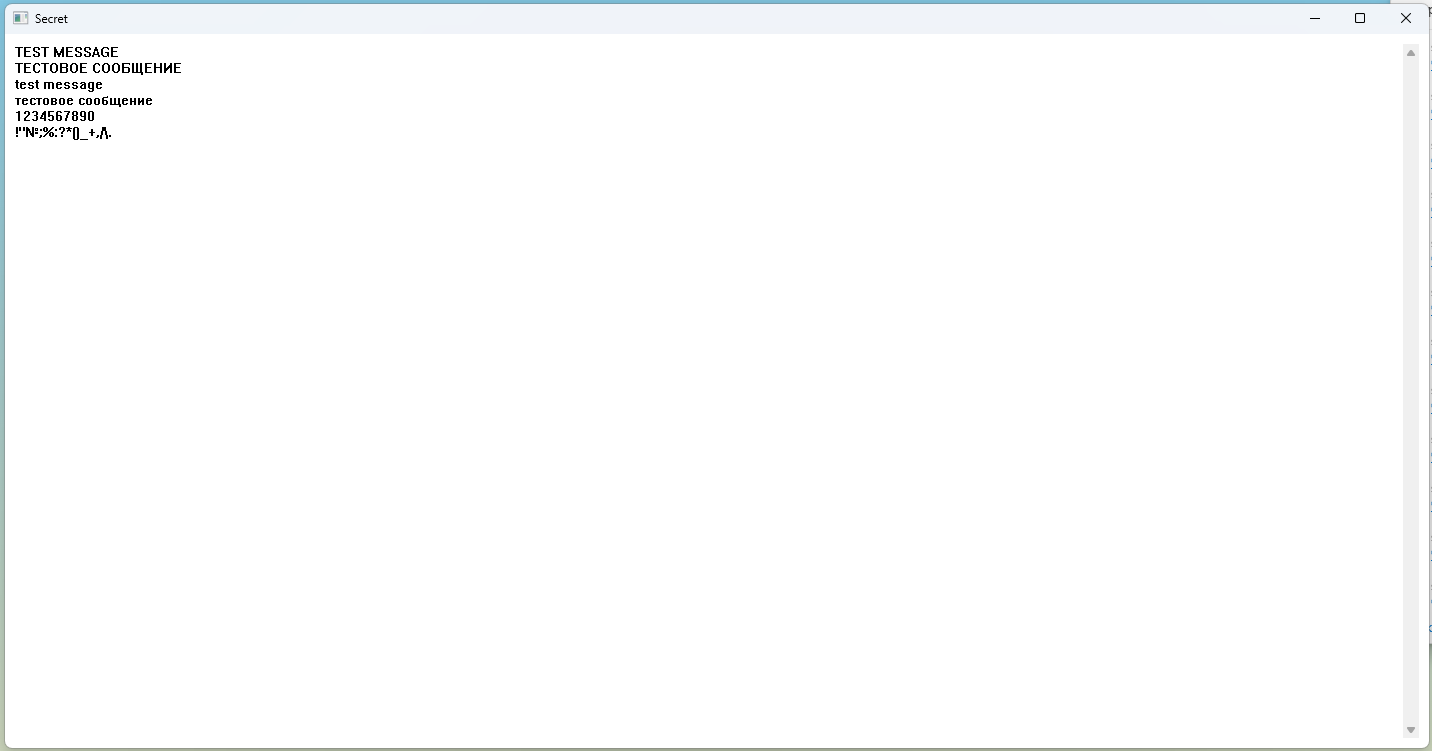 Secret
TEST MESSAGE
ТЕСТОВОЕ СООБЩЕНИЕ
test message
тестовое сообщение
1234567890
!"№;%:?*()_+,/\.